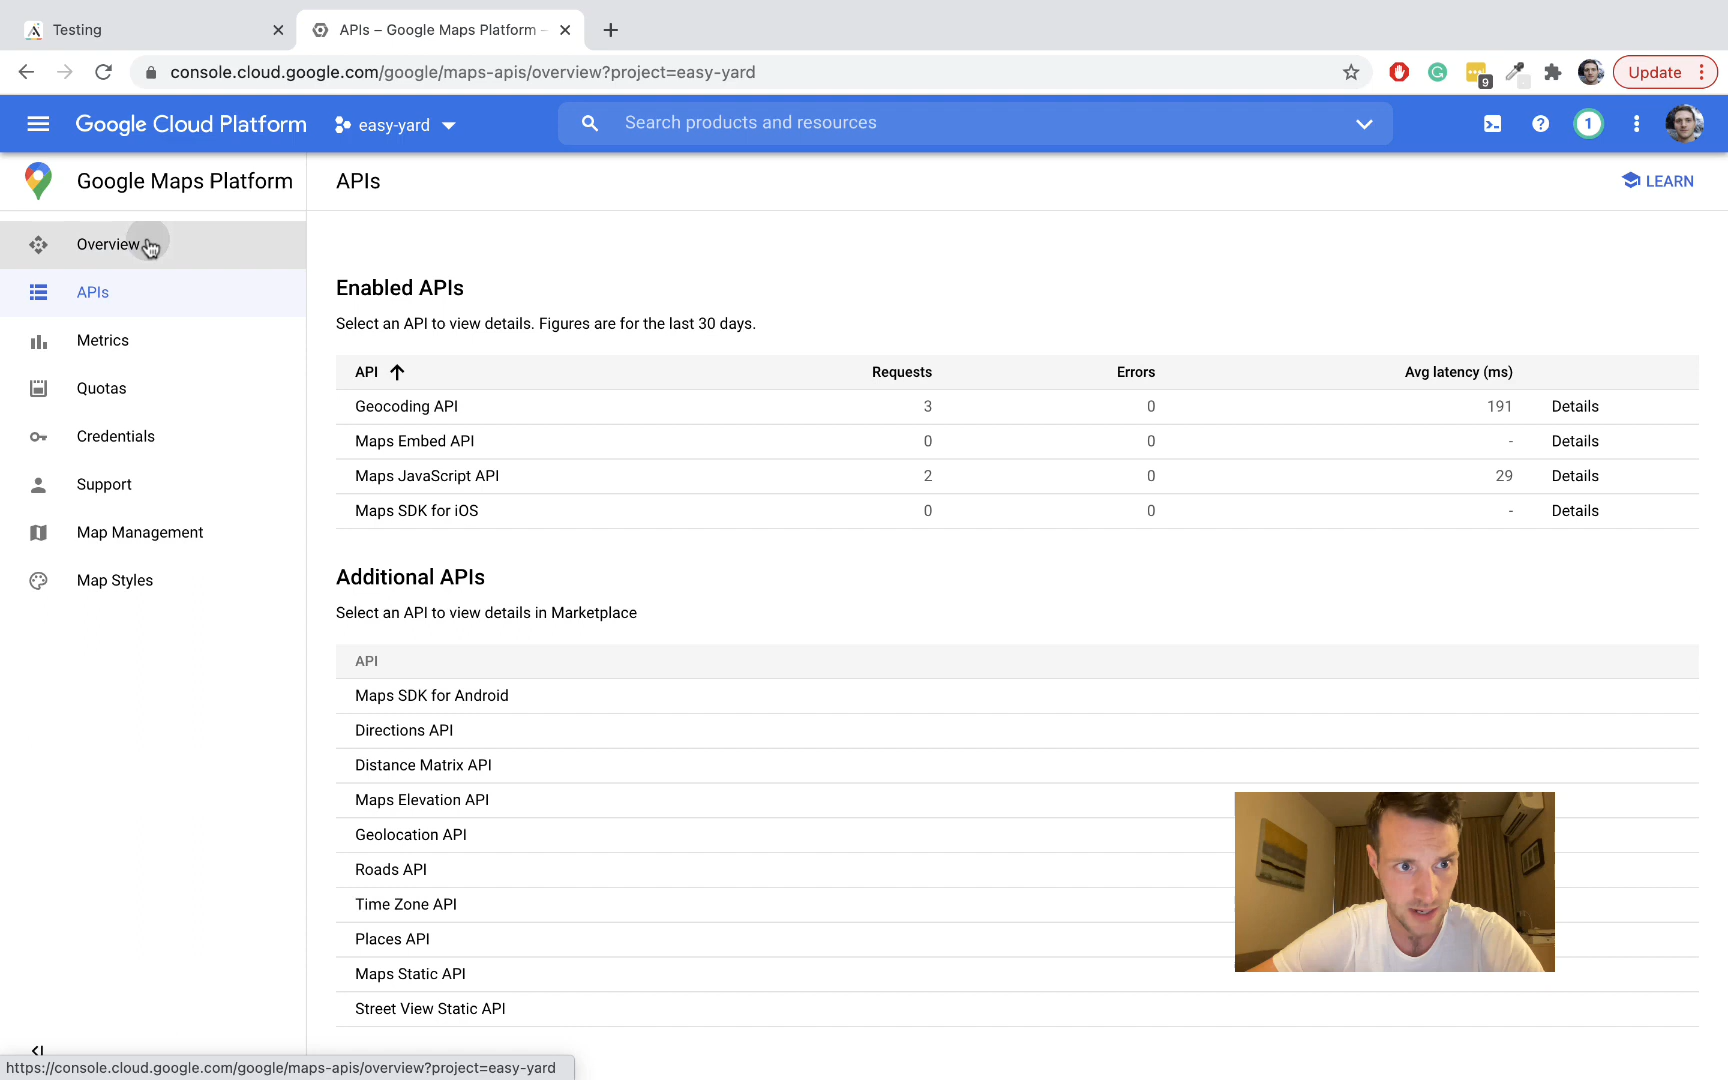 Testing
APIs – Google Maps Platform –
console.cloud.google.com/google/maps-apis/overview?project=easy-yard
9
Update
Google Cloud Platform
easy-yard
Search products and resources
1
Google Maps Platform
APIs
LEARN
Overview
APIs
Metrics
Quotas
Credentials
Support
Map Management
Map Styles
Enabled APIs
Select an API to view details. Figures are for the last 30 days.
API Requests Errors Avg latency (ms)
Geocoding API 3 0 191 Details
Maps Embed API 0 0 - Details
Maps JavaScript API 2 0 29 Details
Maps SDK for iOS 0 0 - Details
Additional APIs
Select an API to view details in Marketplace
API
Maps SDK for Android
Directions API
Distance Matrix API
Maps Elevation API
Geolocation API
Roads API
Time Zone API
Places API
Maps Static API
Street View Static API
https://console.cloud.google.com/google/maps-apis/overview?project=easy-yard